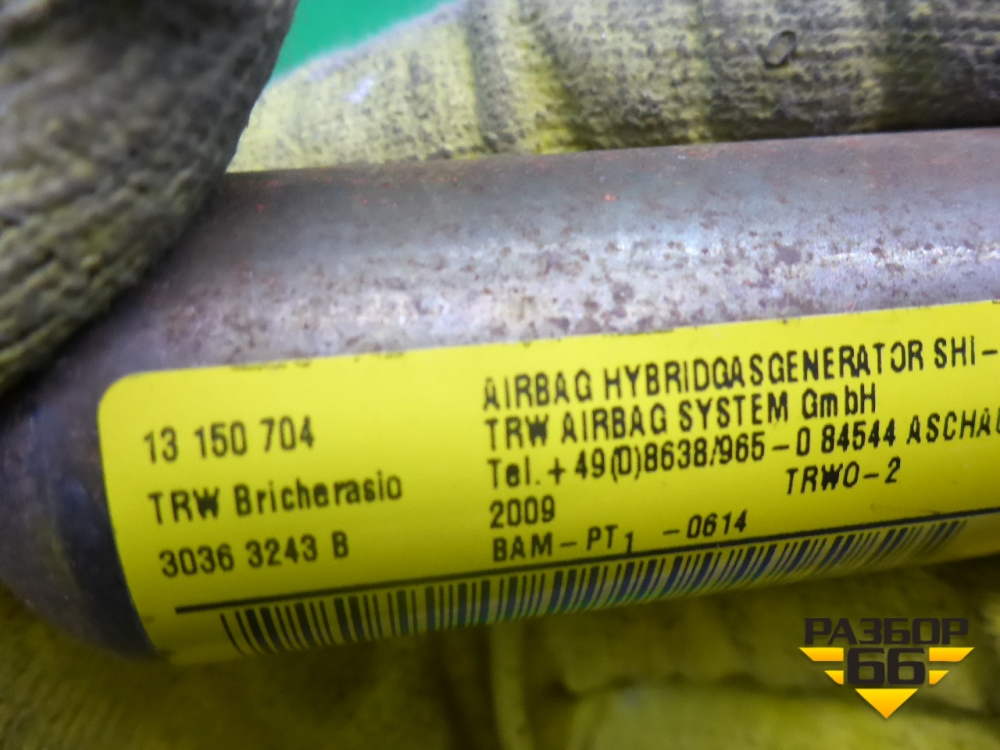 13 150 704
TRW Bricherasio
3036 3243 B
AIRBAG HYBRIDGASGENERATOR SHI-
TRW AIRBAG SYSTEM GmbH
Tel.+49(0)8638/965-0 84544 ASCHAU
TRWO-2
2009
BAM-PT1 -0614
РАЗБОР
66